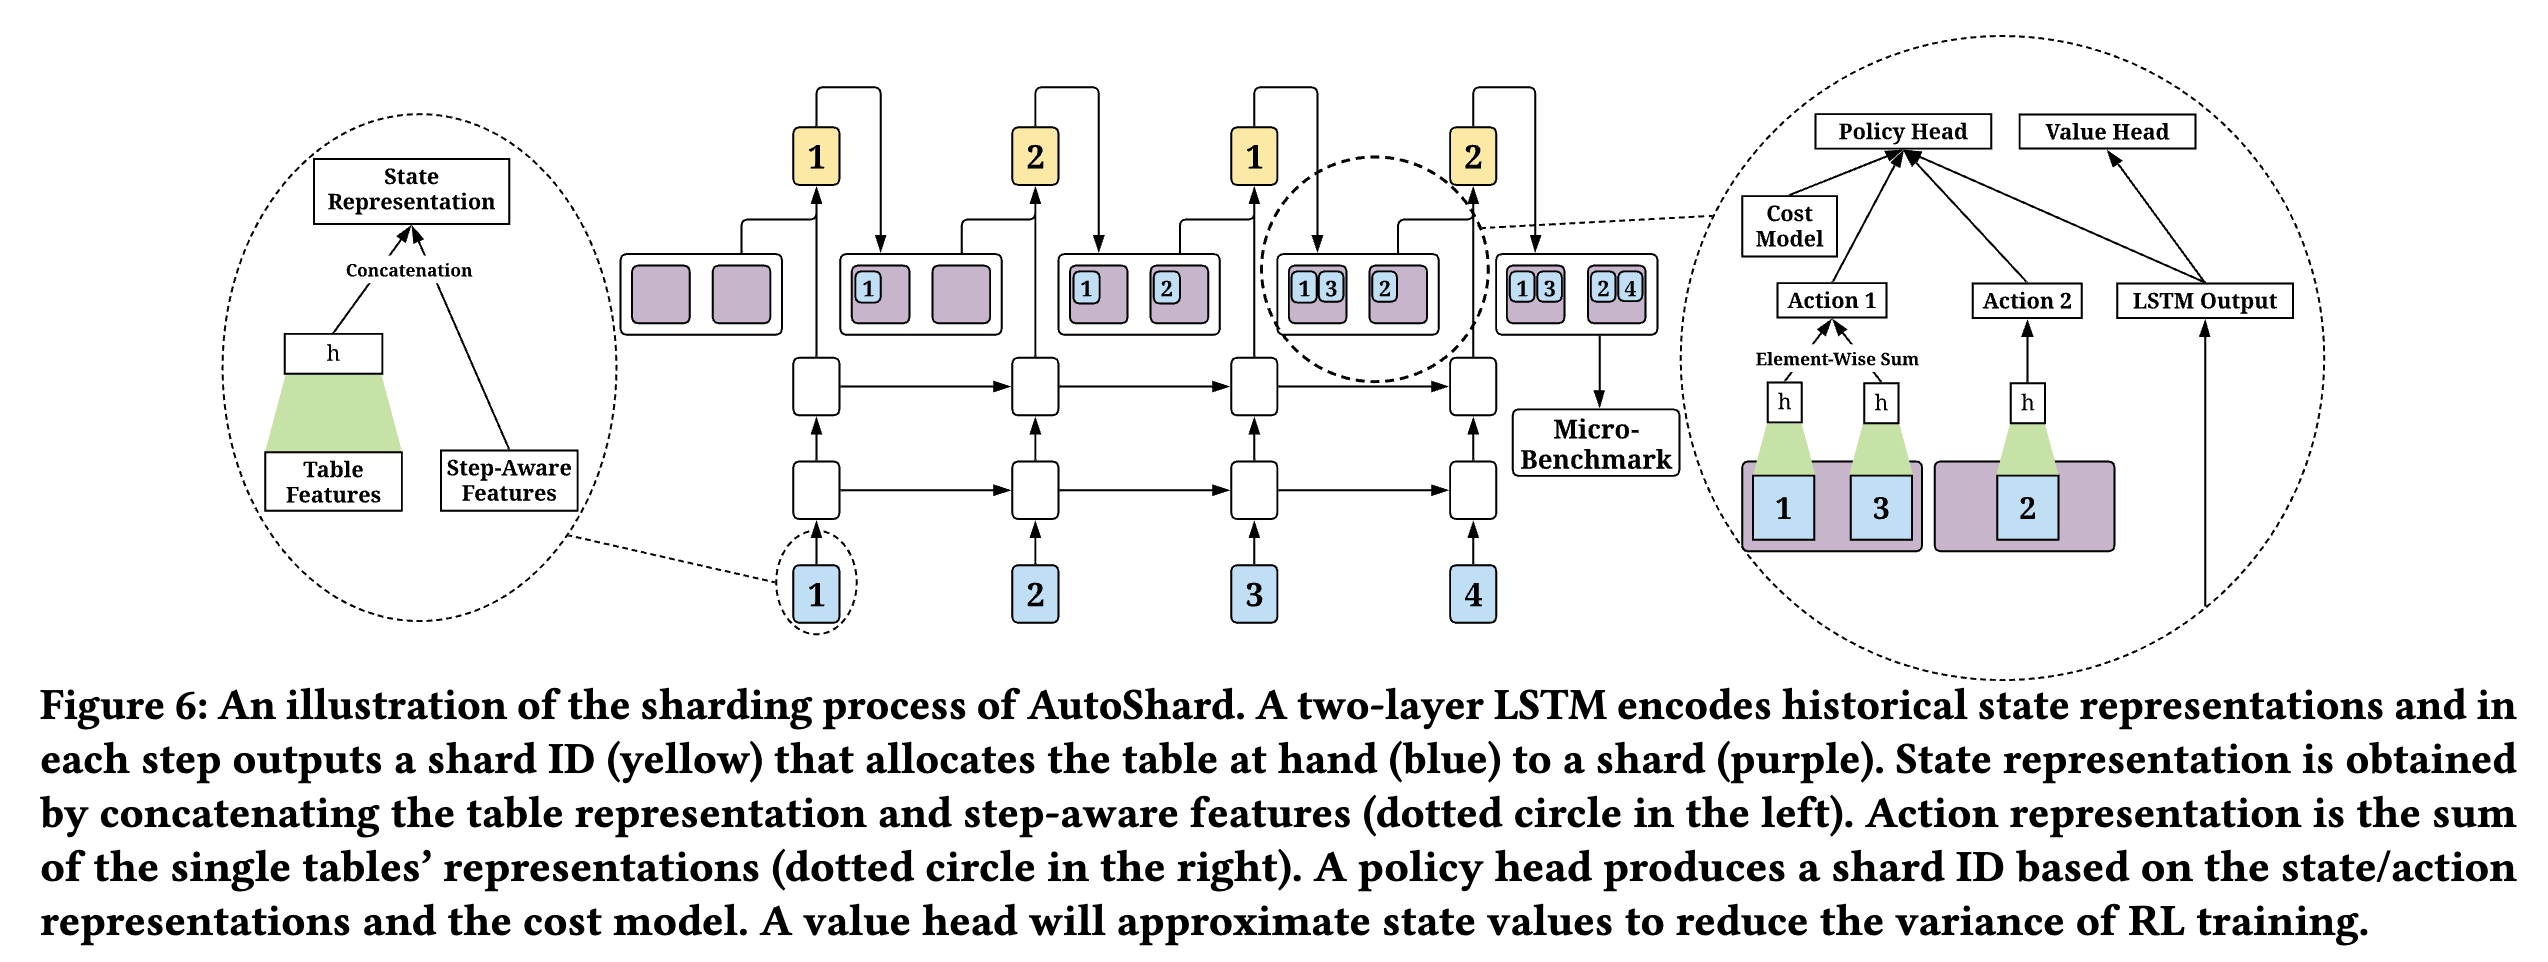 State
Representation
Concatenation
h
Table
Features
Step-Aware
Features
1
2
1
2
1
1
2
1 3
2
1 3
2 4
Micro-
Benchmark
1
2
3
4
Policy Head
Value Head
Cost
Model
Action 1
Action 2
LSTM Output
Element-Wise Sum
h
h
h
1
3
2
Figure 6: An illustration of the sharding process of AutoShard. A two-layer LSTM encodes historical state representations and in
each step outputs a shard ID (yellow) that allocates the table at hand (blue) to a shard (purple). State representation is obtained
by concatenating the table representation and step-aware features (dotted circle in the left). Action representation is the sum
of the single tables’ representations (dotted circle in the right). A policy head produces a shard ID based on the state/action
representations and the cost model. A value head will approximate state values to reduce the variance of RL training.